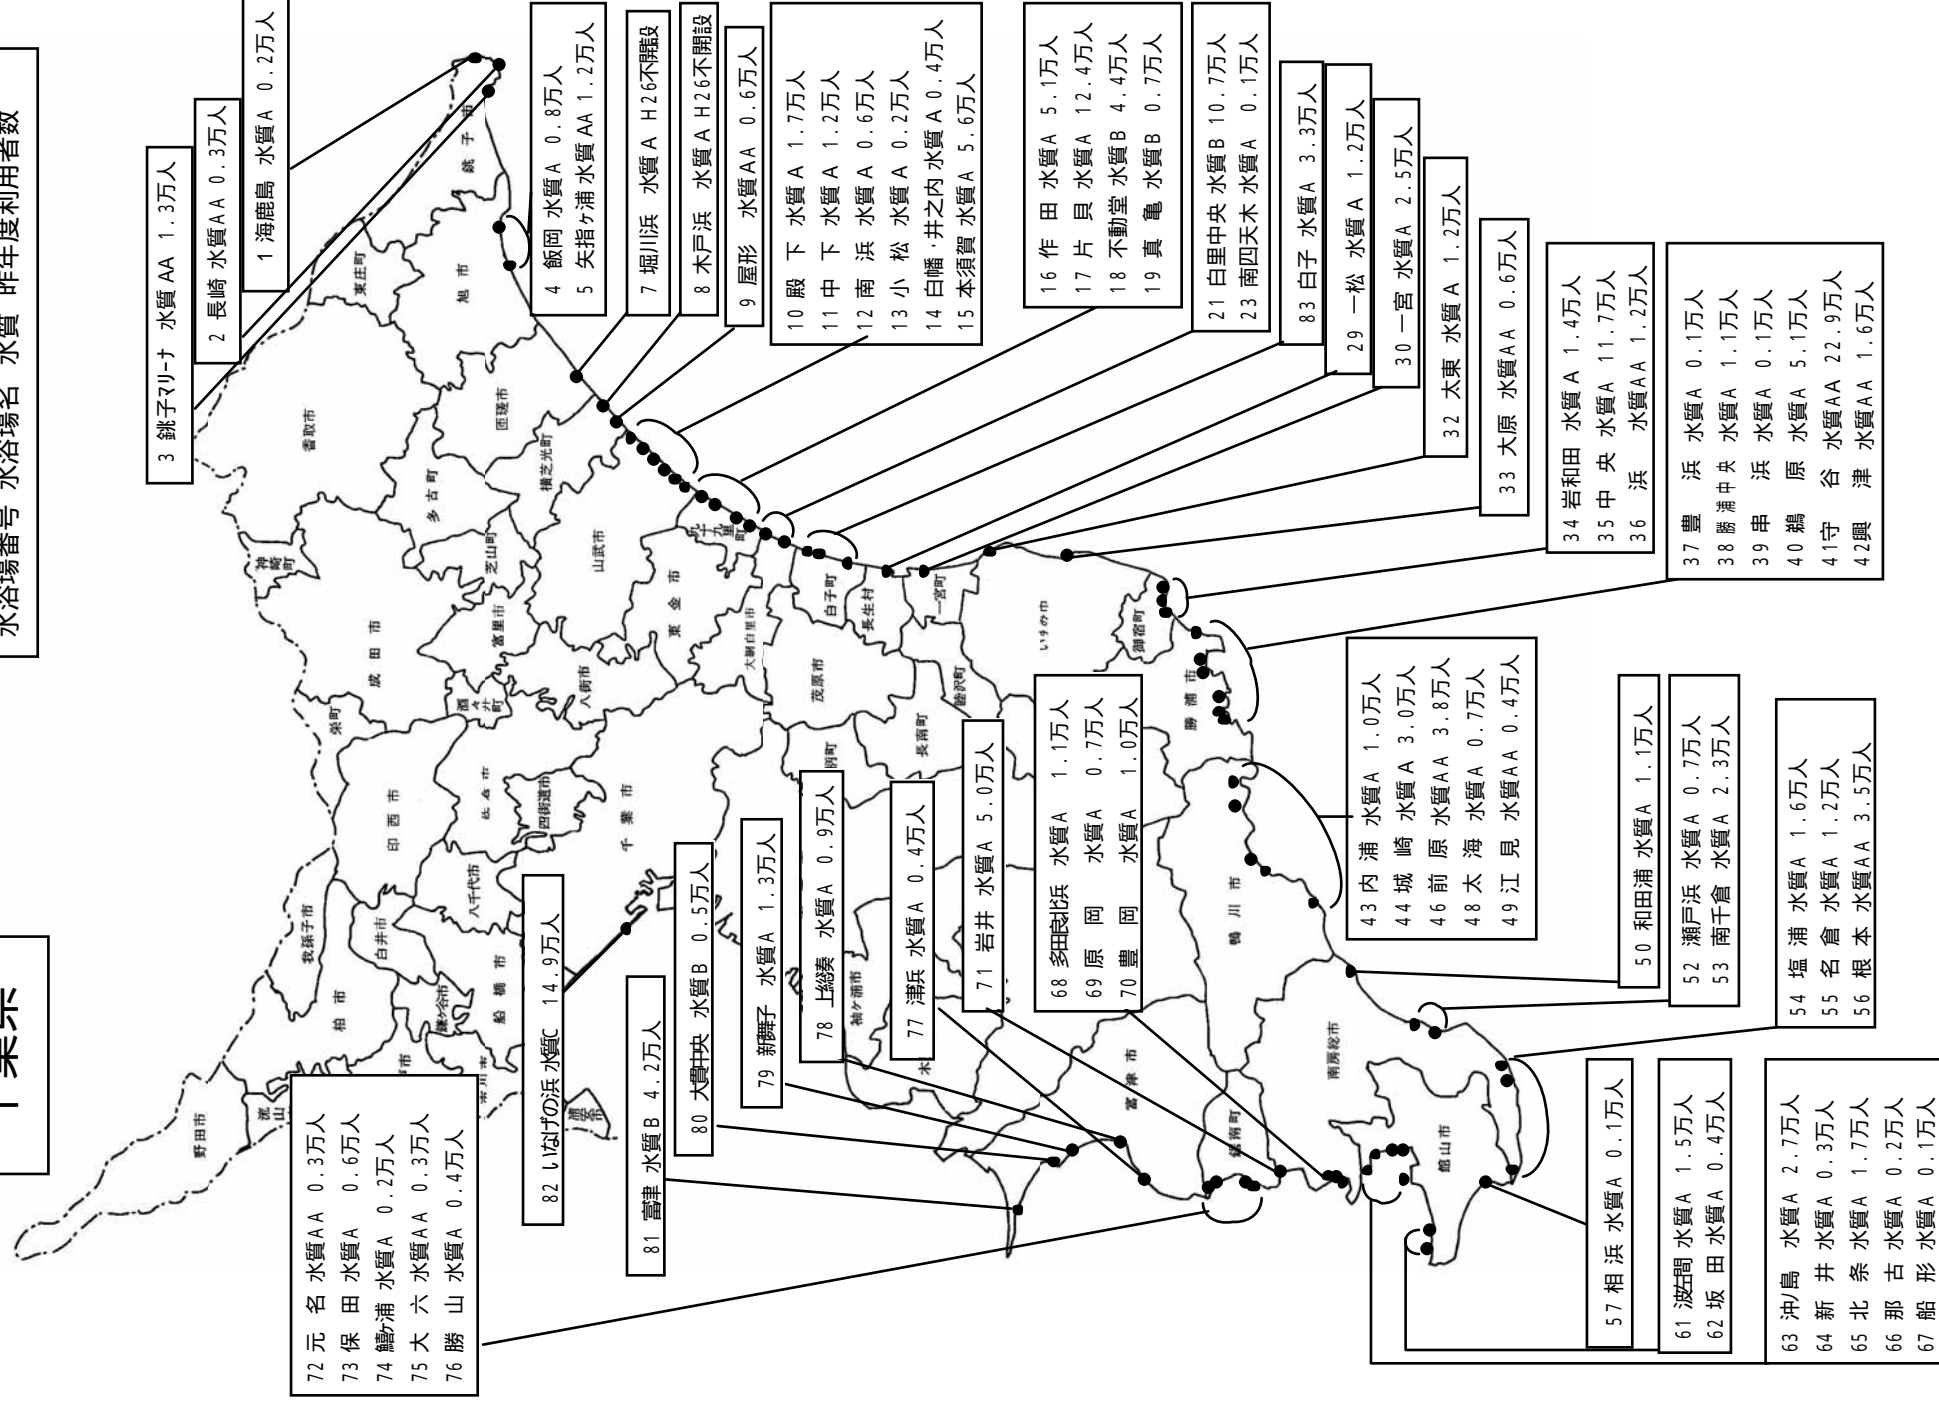 水浴場番号 水浴場名 水質 昨年度利用者数
千葉県
1 海鹿島 水質A 0.2万人
2 長崎 水質AA 0.3万人
3 銚子マリーナ 水質AA 1.3万人
4 飯岡 水質A 0.8万人
5 矢指ヶ浦 水質AA 1.2万人
7 堀川浜 水質A H26不開設
8 木戸浜 水質A H26不開設
9 屋形 水質AA 0.6万人
10 殿下 水質A 1.7万人
11 中下 水質A 1.2万人
12 南浜 水質A 0.6万人
13 小松 水質A 0.2万人
14 白幡・井之内 水質A 0.4万人
15 本須賀 水質A 5.6万人
16 作田 水質A 5.1万人
17 片貝 水質A 12.4万人
18 不動堂 水質B 4.4万人
19 真亀 水質B 0.7万人
21 白里中央 水質B 10.7万人
23 南四天木 水質A 0.1万人
83 白子 水質A 3.3万人
29 一松 水質A 1.2万人
30 一宮 水質A 2.5万人
32 太東 水質A 1.2万人
33 大原 水質AA 0.6万人
34 岩和田 水質A 1.4万人
35 中央 水質A 11.7万人
36 浜 水質AA 1.2万人
37 豊浜 水質A 0.1万人
38 勝浦中央 水質A 1.1万人
39 串浜 水質A 0.1万人
40 鵜原 水質A 5.1万人
41 守谷 水質AA 22.9万人
42 興津 水質AA 1.6万人
43 内浦 水質A 1.0万人
44 城崎 水質A 3.0万人
46 前原 水質AA 3.8万人
48 太海 水質A 0.7万人
49 江見 水質AA 0.4万人
50 和田浦 水質A 1.1万人
52 瀬戸浜 水質A 0.7万人
53 南千倉 水質A 2.3万人
54 塩浦 水質A 1.6万人
55 名倉 水質A 1.2万人
56 根本 水質AA 3.5万人
57 相浜 水質A 0.1万人
61 波左間 水質A 1.5万人
62 坂田 水質A 0.4万人
63 沖ノ島 水質A 2.7万人
64 新井 水質A 0.3万人
65 北条 水質A 1.7万人
66 那古 水質A 0.2万人
67 船形 水質A 0.1万人
68 多田良北浜 水質A 1.1万人
69 原岡 水質A 0.7万人
70 豊岡 水質A 1.0万人
71 岩井 水質A 5.0万人
72 元名 水質AA 0.3万人
73 保田 水質A 0.6万人
74 鱚ヶ浦 水質A 0.2万人
75 大六 水質AA 0.3万人
76 勝山 水質A 0.4万人
77 津浜 水質A 0.4万人
78 上総湊 水質A 0.9万人
79 新舞子 水質A 1.3万人
80 大貫中央 水質B 0.5万人
81 富津 水質B 4.2万人
82 いなげの浜 水質C 14.9万人
銚子市
東庄町
旭市
香取市
匝瑳市
多古町
横芝光町
神崎町
芝山町
山武市
九十九里町
成田市
富里市
東金市
大網白里市
白子町
長生村
一宮町
いすみ市
御宿町
酒々井町
八街市
茂原市
睦沢町
勝浦市
栄町
長南町
印西市
四街道市
千葉市
八千代市
我孫子市
白井市
船橋市
鴨川市
柏市
鎌ケ谷市
袖ケ浦市
南房総市
富津市
鋸南町
館山市
野田市
流山
浦安市
木